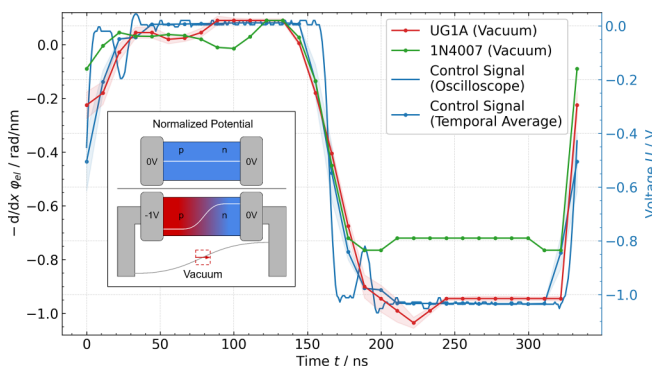 UG1A (Vacuum)
1N4007 (Vacuum)
Control Signal
(Oscilloscope)
Control Signal
(Temporal Average)
Normalized Potential
p n
0V 0V
-1V p n 0V
Vacuum
0.0
−0.2
−0.4
−0.6
−0.8
−1.0
− d/dx φel / rad/nm
0.0
−0.2
−0.4
−0.6
−0.8
−1.0
Voltage U / V
0 50 100 150 200 250 300
Time t / ns